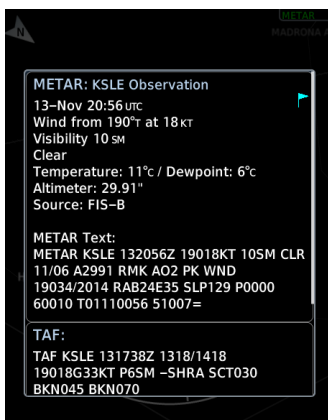 METAR
N
MADRONA A
METAR: KSLE Observation
13-Nov 20:56 UTC
Wind from 190°T at 18 KT
Visibility 10 SM
Clear
Temperature: 11°c / Dewpoint: 6°c
Altimeter: 29.91"
Source: FIS-B
METAR Text:
METAR KSLE 132056Z 19018KT 10SM CLR
11/06 A2991 RMK AO2 PK WND
19034/2014 RAB24E35 SLP129 P0000
60010 T01110056 51007=
TAF:
TAF KSLE 131738Z 1318/1418
19018G33KT P6SM -SHRA SCT030
BKN045 BKN070